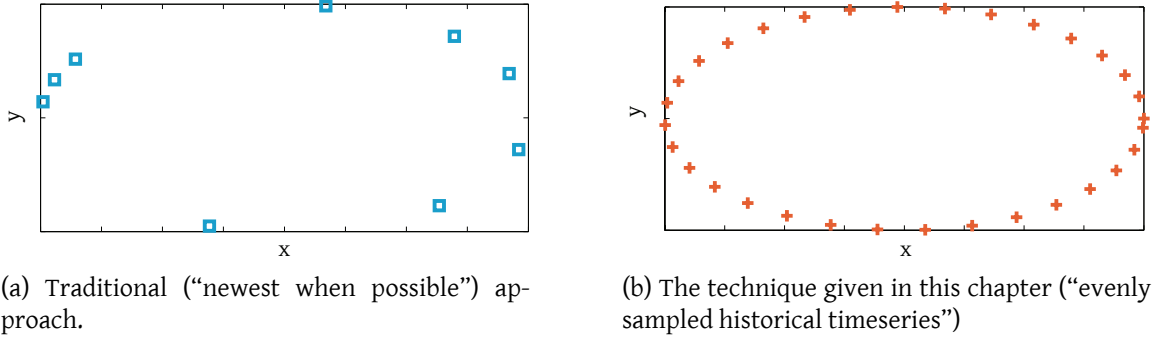 y
x
(a) Traditional (“newest when possible”) ap-
proach.
y
x
(b) The technique given in this chapter (“evenly
sampled historical timeseries”)